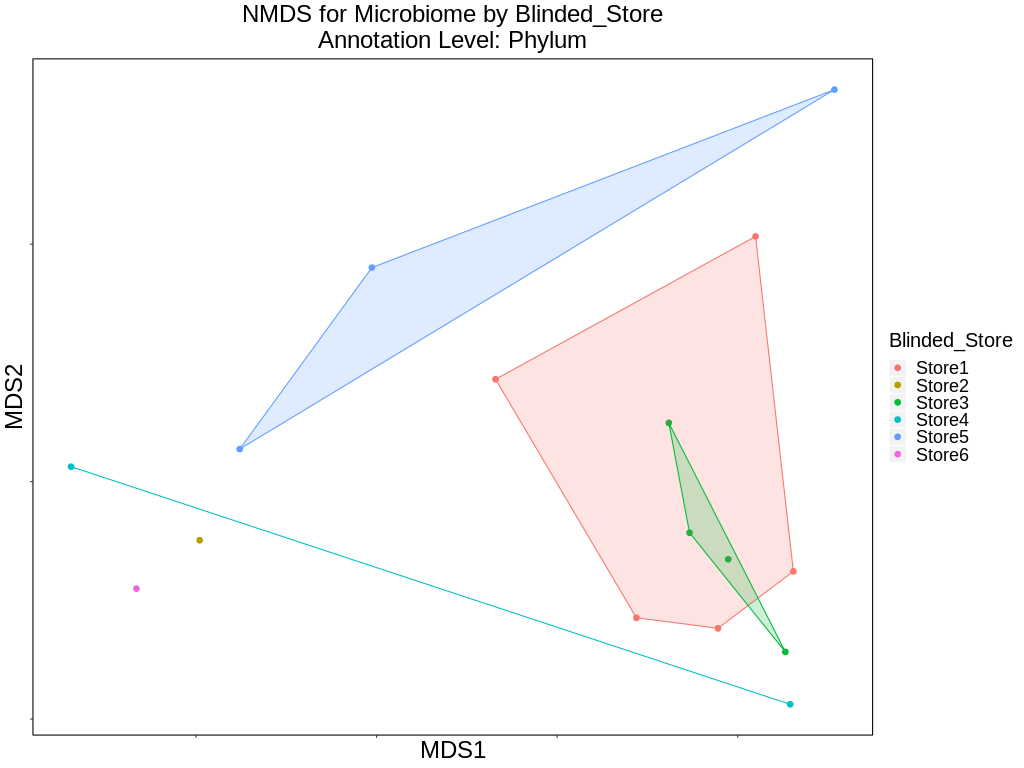 NMDS for Microbiome by Blinded_Store
Annotation Level: Phylum
MDS2
MDS1
Blinded_Store
Store1
Store2
Store3
Store4
Store5
Store6